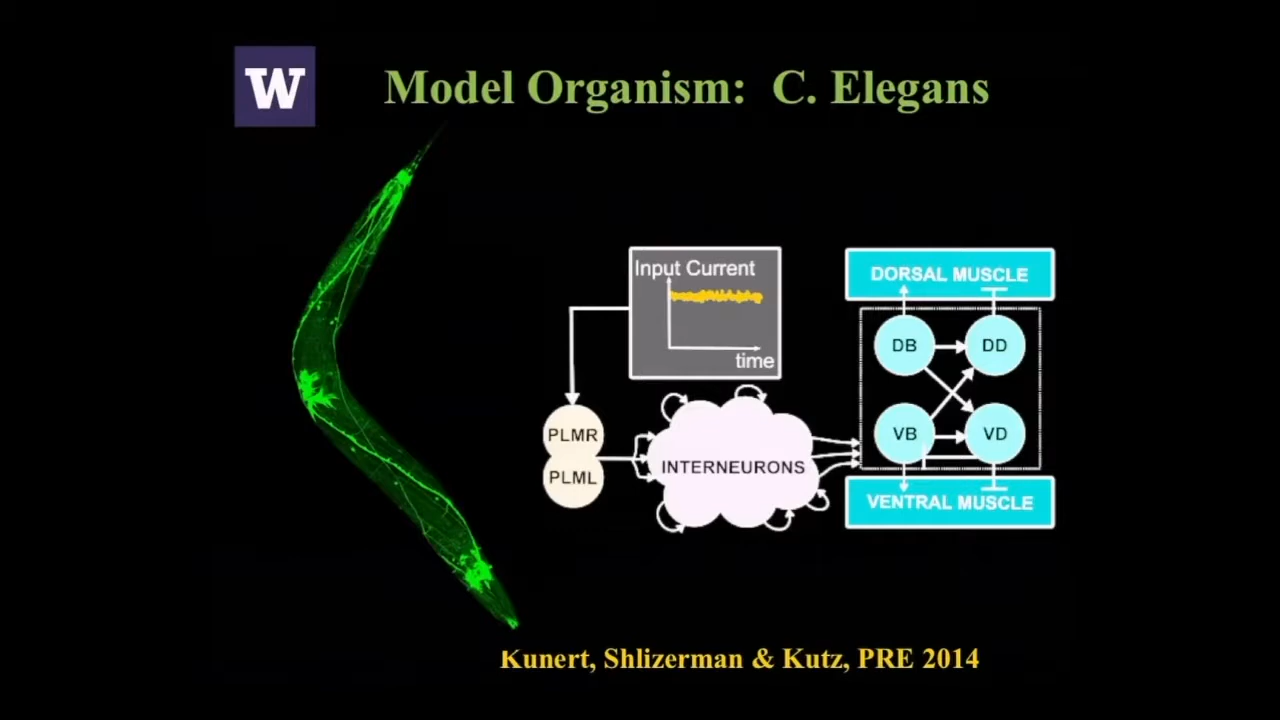 W
Model Organism: C. Elegans
Input Current
time
PLMR
PLML
INTERNEURONS
DORSAL MUSCLE
DB
DD
VB
VD
VENTRAL MUSCLE
Kunert, Shlizerman & Kutz, PRE 2014